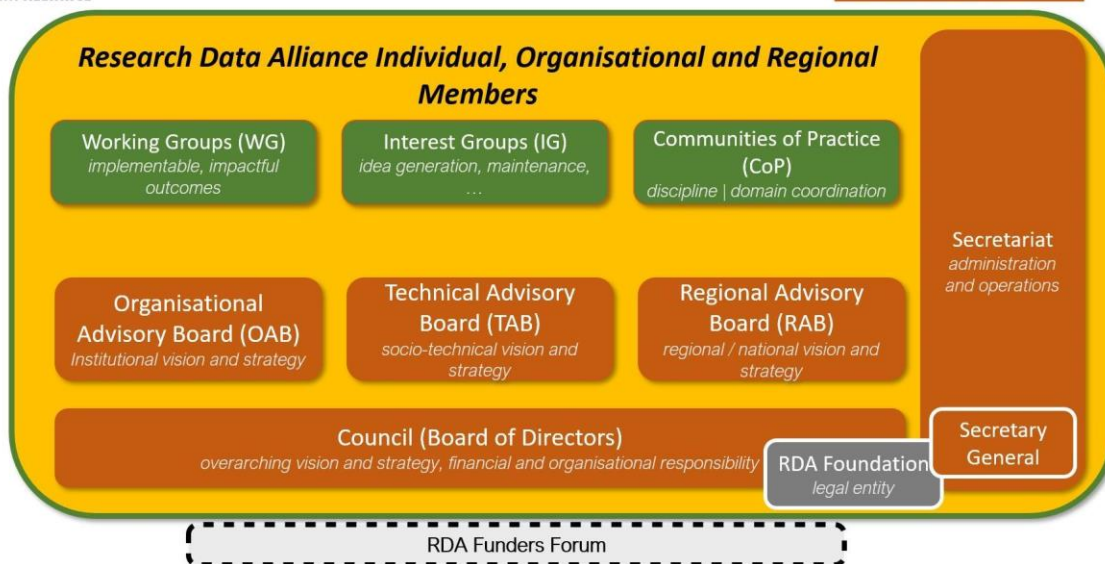 Research Data Alliance Individual, Organisational and Regional
Members
Working Groups (WG)
implementable, impactful
outcomes
Interest Groups (IG)
idea generation, maintenance,
…
Communities of Practice
(CoP)
discipline | domain coordination
Secretariat
administration
and operations
Organisational
Advisory Board (OAB)
Institutional vision and strategy
Technical Advisory
Board (TAB)
socio-technical vision and
strategy
Regional Advisory
Board (RAB)
regional / national vision and
strategy
Council (Board of Directors)
overarching vision and strategy, financial and organisational responsibility
RDA Foundation
legal entity
Secretary
General
RDA Funders Forum